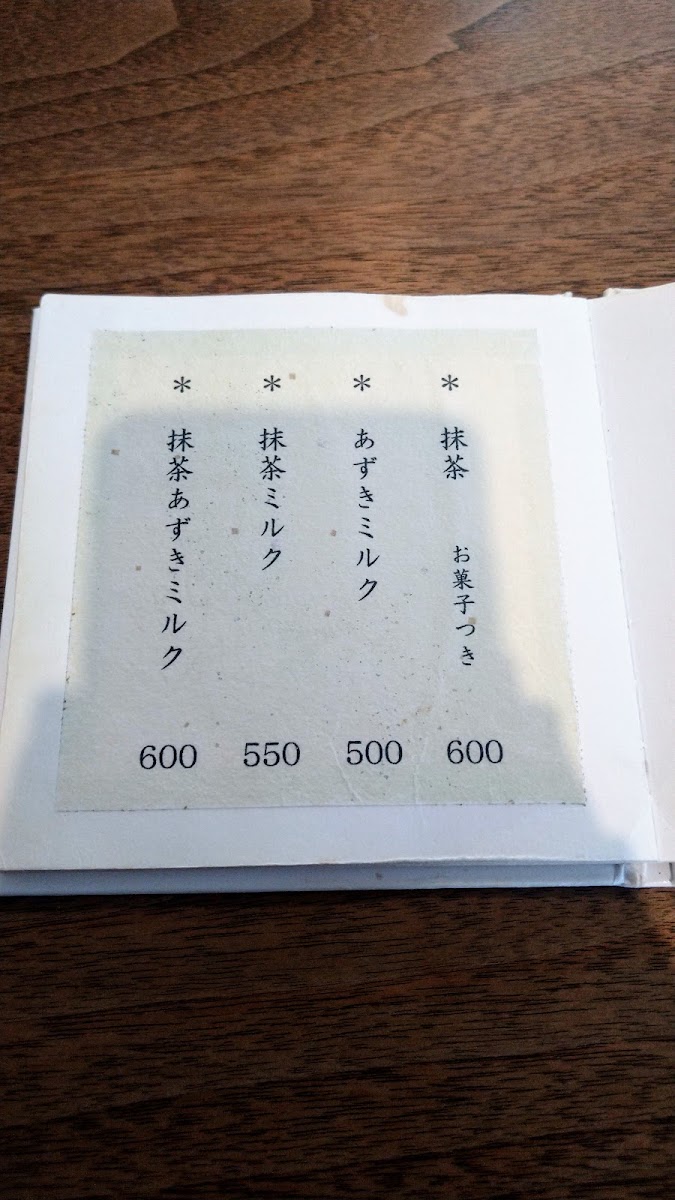 ＊ 抹茶 お菓子つき 600
＊ あずきミルク 500
＊ 抹茶ミルク 550
＊ 抹茶あずきミルク 600